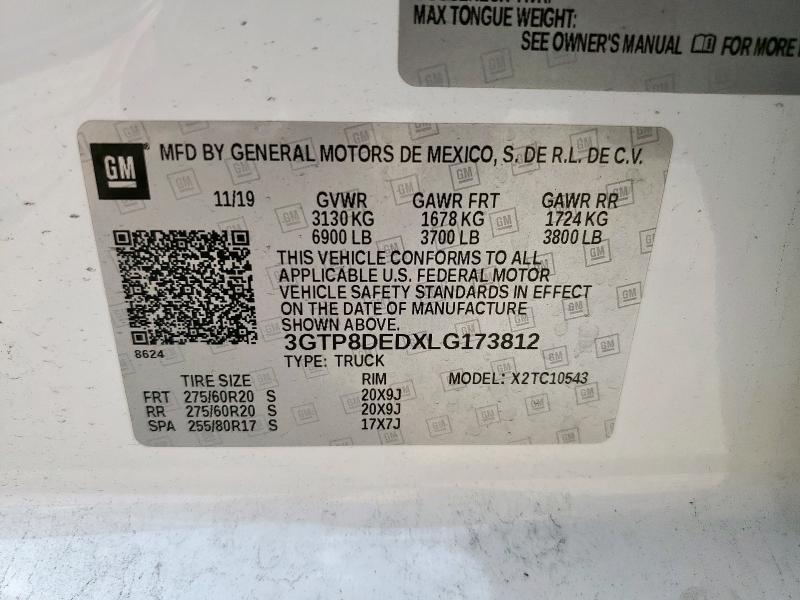 MAX TONGUE WEIGHT:
SEE OWNER'S MANUAL FOR MORE
GM MFD BY GENERAL MOTORS DE MEXICO, S. DE R.L. DE C.V.
11/19 GVWR GAWR FRT GAWR RR
3130 KG 1678 KG 1724 KG
6900 LB 3700 LB 3800 LB
THIS VEHICLE CONFORMS TO ALL
APPLICABLE U.S. FEDERAL MOTOR
VEHICLE SAFETY STANDARDS IN EFFECT
ON THE DATE OF MANUFACTURE
SHOWN ABOVE.
8624
3GTP8DEDXLG173812
TYPE: TRUCK
TIRE SIZE RIM MODEL: X2TC10543
FRT 275/60R20 S 20X9J
RR 275/60R20 S 20X9J
SPA 255/80R17 S 17X7J